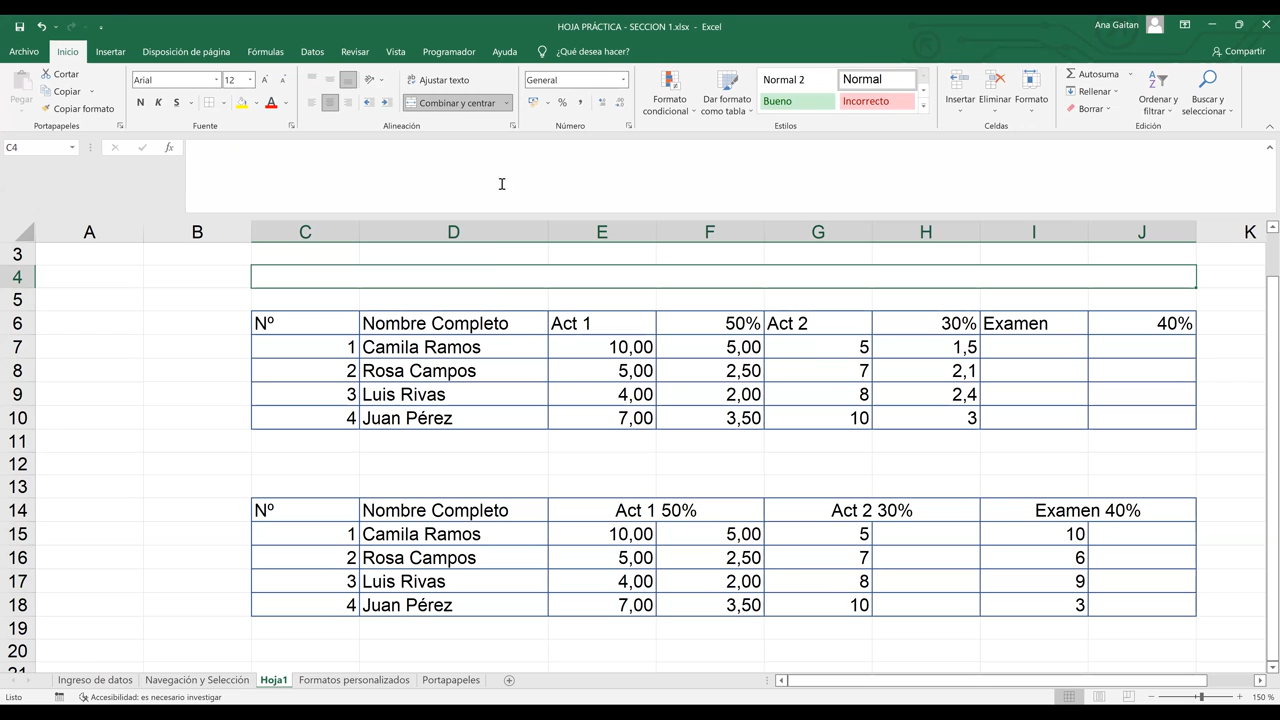 HOJA PRÁCTICA - SECCION 1.xlsx - Excel
Ana Gaitan
Archivo Inicio Insertar Disposición de página Fórmulas Datos Revisar Vista Programador Ayuda ¿Qué desea hacer? Compartir
Pegar
Cortar
Copiar
Copiar formato
Portapapeles
Arial 12
N K S
Fuente
Ajustar texto
Combinar y centrar
Alineación
General
Número
Formato condicional
Dar formato como tabla
Normal 2 Normal
Bueno Incorrecto
Estilos
Insertar Eliminar Formato
Celdas
Autosuma
Rellenar
Borrar
Ordenar y filtrar
Buscar y seleccionar
Edición
C4 fx
A B C D E F G H I J K
3
4
5
6 Nº Nombre Completo Act 1 50% Act 2 30% Examen 40%
7 1 Camila Ramos 10,00 5,00 5 1,5
8 2 Rosa Campos 5,00 2,50 7 2,1
9 3 Luis Rivas 4,00 2,00 8 2,4
10 4 Juan Pérez 7,00 3,50 10 3
11
12
13
14 Nº Nombre Completo Act 1 50% Act 2 30% Examen 40%
15 1 Camila Ramos 10,00 5,00 5 10
16 2 Rosa Campos 5,00 2,50 7 6
17 3 Luis Rivas 4,00 2,00 8 9
18 4 Juan Pérez 7,00 3,50 10 3
19
20
21
Ingreso de datos Navegación y Selección Hoja1 Formatos personalizados Portapapeles
Listo Accesibilidad: es necesario investigar 150 %